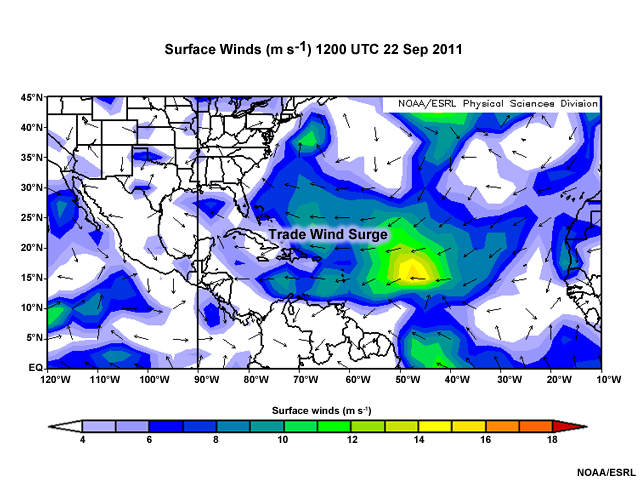 Surface Winds (m s-1) 1200 UTC 22 Sep 2011
NOAA/ESRL Physical Sciences Division
45°N
40°N
35°N
30°N
25°N
20°N
15°N
10°N
5°N
EQ
Trade Wind Surge
120°W 110°W 100°W 90°W 80°W 70°W 60°W 50°W 40°W 30°W 20°W 10°W
Surface winds (m s-1)
4 6 8 10 12 14 16 18
NOAA/ESRL